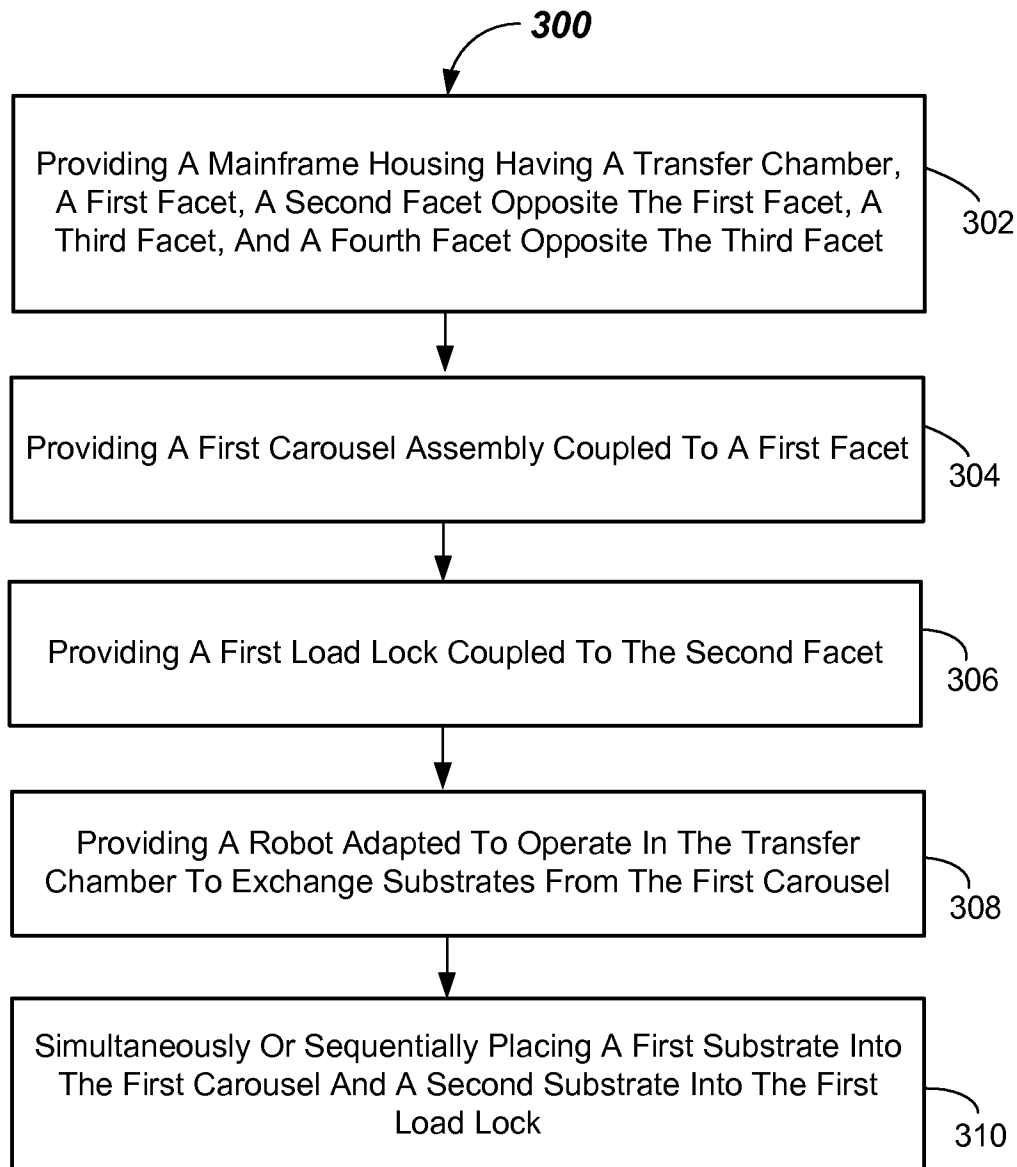 300
Providing A Mainframe Housing Having A Transfer Chamber,
A First Facet, A Second Facet Opposite The First Facet, A
Third Facet, And A Fourth Facet Opposite The Third Facet
302
Providing A First Carousel Assembly Coupled To A First Facet
304
Providing A First Load Lock Coupled To The Second Facet
306
Providing A Robot Adapted To Operate In The Transfer
Chamber To Exchange Substrates From The First Carousel
308
Simultaneously Or Sequentially Placing A First Substrate Into
The First Carousel And A Second Substrate Into The First
Load Lock
310